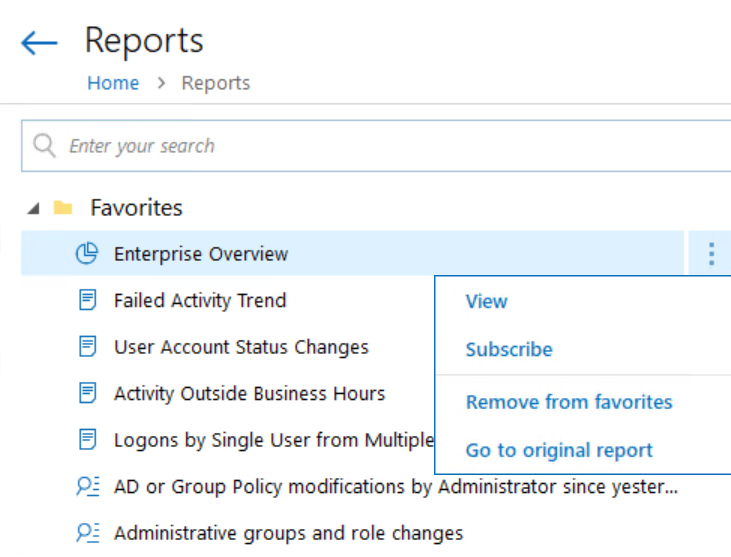 Reports
Home > Reports
Enter your search
Favorites
Enterprise Overview
View
Failed Activity Trend
Subscribe
User Account Status Changes
Activity Outside Business Hours
Remove from favorites
Logons by Single User from Multiple
Go to original report
AD or Group Policy modifications by Administrator since yester...
Administrative groups and role changes